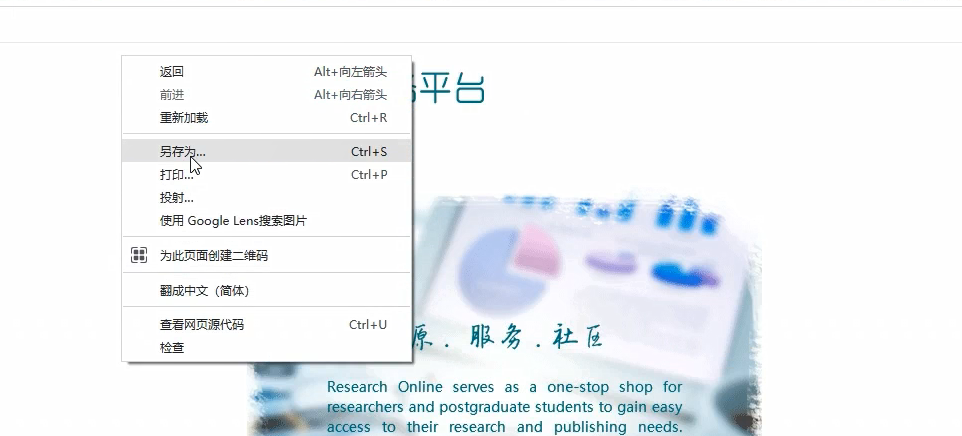 返回 Alt+向左箭头
前进 Alt+向右箭头
重新加载 Ctrl+R
另存为... Ctrl+S
打印... Ctrl+P
投射...
使用 Google Lens搜索图片
为此页面创建二维码
翻成中文（简体）
查看网页源代码 Ctrl+U
检查
平台
源 . 服务 . 社区
Research Online serves as a one-stop shop for
researchers and postgraduate students to gain easy
access to their research and publishing needs.